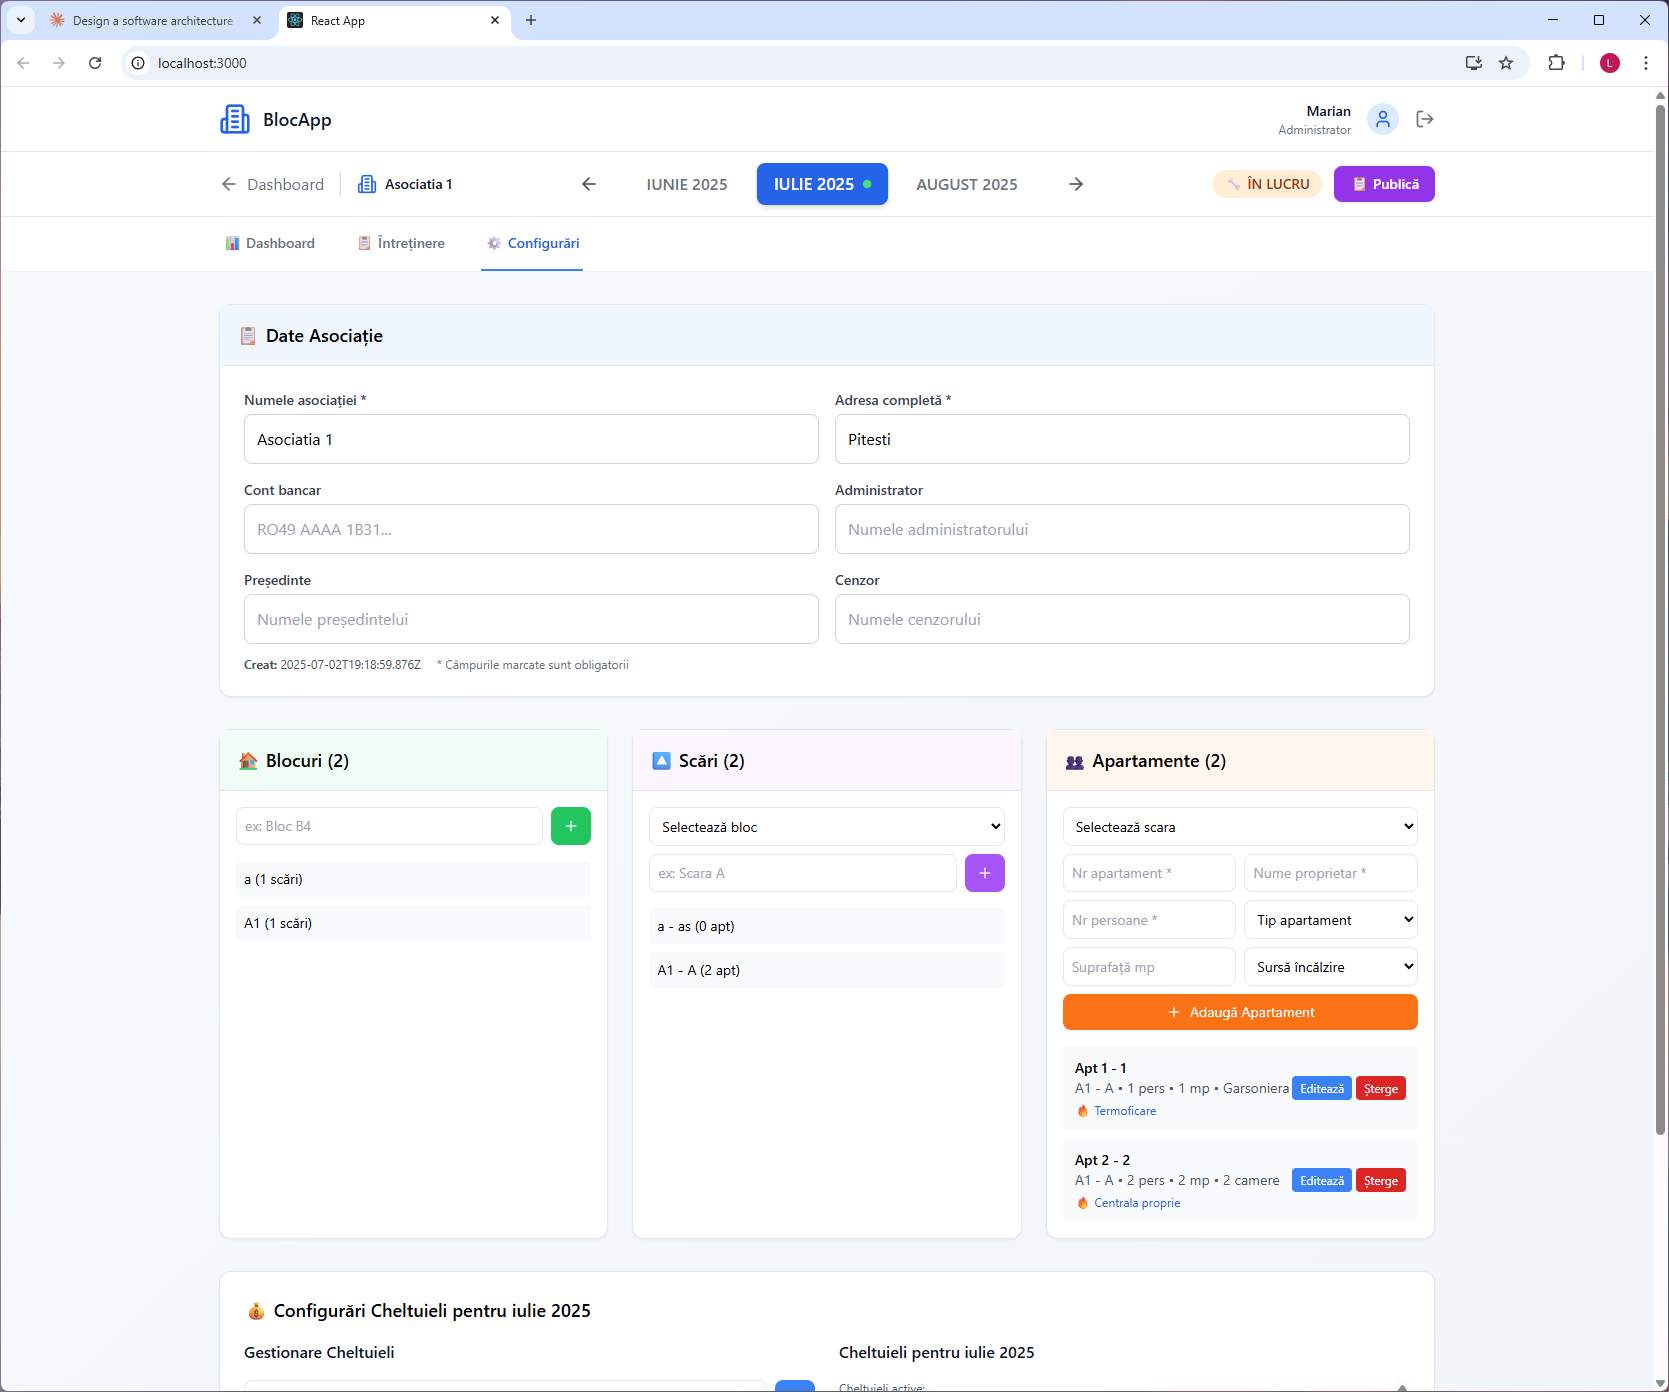 Design a software architecture
React App
localhost:3000
L
BlocApp
Marian
Administrator
Dashboard
Asociatia 1
IUNIE 2025
IULIE 2025
AUGUST 2025
ÎN LUCRU
Publică
Dashboard
Întreținere
Configurări
Date Asociație
Numele asociației *
Adresa completă *
Asociatia 1
Pitesti
Cont bancar
Administrator
RO49 AAAA 1B31...
Numele administratorului
Președinte
Cenzor
Numele președintelui
Numele cenzorului
Creat: 2025-07-02T19:18:59.876Z * Câmpurile marcate sunt obligatorii
Blocuri (2)
ex: Bloc B4
+
a (1 scări)
A1 (1 scări)
Scări (2)
Selectează bloc
ex: Scara A
+
a - as (0 apt)
A1 - A (2 apt)
Apartamente (2)
Selectează scara
Nr apartament *
Nume proprietar *
Nr persoane *
Tip apartament
Suprafață mp
Sursă încălzire
+ Adaugă Apartament
Apt 1 - 1
A1 - A • 1 pers • 1 mp • Garsoniera
Editează
Șterge
Termoficare
Apt 2 - 2
A1 - A • 2 pers • 2 mp • 2 camere
Editează
Șterge
Centrala proprie
Configurări Cheltuieli pentru iulie 2025
Gestionare Cheltuieli
Cheltuieli pentru iulie 2025
Cheltuieli active: